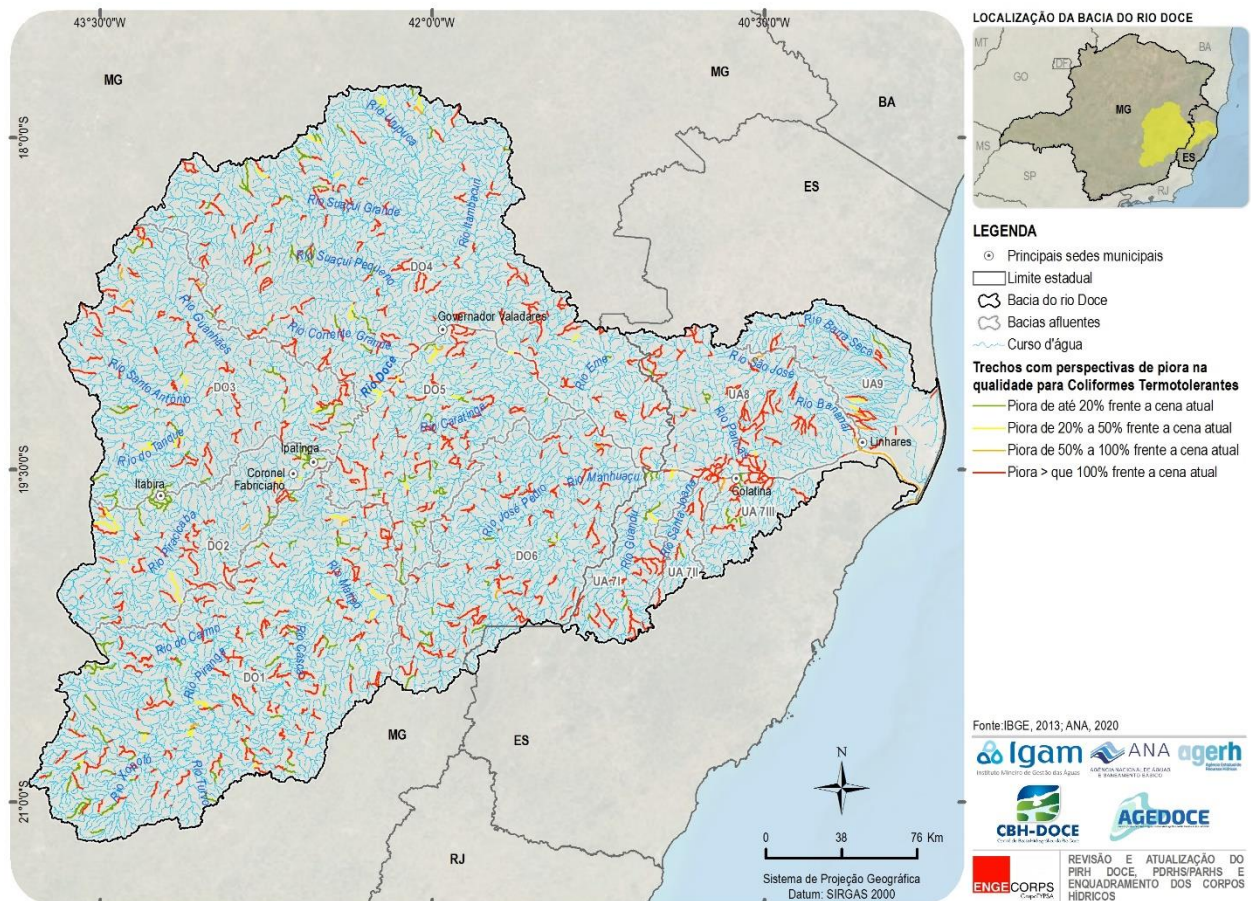 43°30'0"W
42°0'0"W
40°30'0"W
18°0'0"S
19°30'0"S
21°0'0"S
MG
MG
BA
ES
MG
ES
RJ
Rio Urupuca
Rio Suaçuí Grande
Rio Itambacuri
Rio Suaçuí Pequeno
DO4
Rio Guanhães
Rio Corrente Grande
Governador Valadares
Rio Doce
Rio Santo Antônio
DO3
DO5
Rio Eme
Rio Caratinga
Rio do Tanque
Ipatinga
Itabira
Coronel
Fabriciano
Rio Piracicaba
DO2
Rio José Pedro
Rio Manhuaçu
DO6
Rio Guandu
Rio Santa Joana
UA 7I
UA 7II
UA 7III
Colatina
Rio Pancas
UA8
Rio São José
Rio Bananal
Rio Barra Seca
UA9
Linhares
Rio Matipó
Rio do Carmo
Rio Piranga
Rio Casca
DO1
Rio Xopotó
Rio Turvo
N
0 38 76 Km
Sistema de Projeção Geográfica
Datum: SIRGAS 2000
LOCALIZAÇÃO DA BACIA DO RIO DOCE
MT
GO
DF
BA
MG
MS
SP
ES
RJ
LEGENDA
Principais sedes municipais
Limite estadual
Bacia do rio Doce
Bacias afluentes
Curso d'água
Trechos com perspectivas de piora na
qualidade para Coliformes Termotolerantes
Piora de até 20% frente a cena atual
Piora de 20% a 50% frente a cena atual
Piora de 50% a 100% frente a cena atual
Piora > que 100% frente a cena atual
Fonte:IBGE, 2013; ANA, 2020
Igam
Instituto Mineiro de Gestão das Águas
ANA
AGÊNCIA NACIONAL DE ÁGUAS
E SANEAMENTO BÁSICO
agerh
CBH-DOCE
AGEDOCE
ENGECORPS
REVISÃO E ATUALIZAÇÃO DO
PIRH DOCE, PDRHS/PARHS E
ENQUADRAMENTO DOS CORPOS
HÍDRICOS